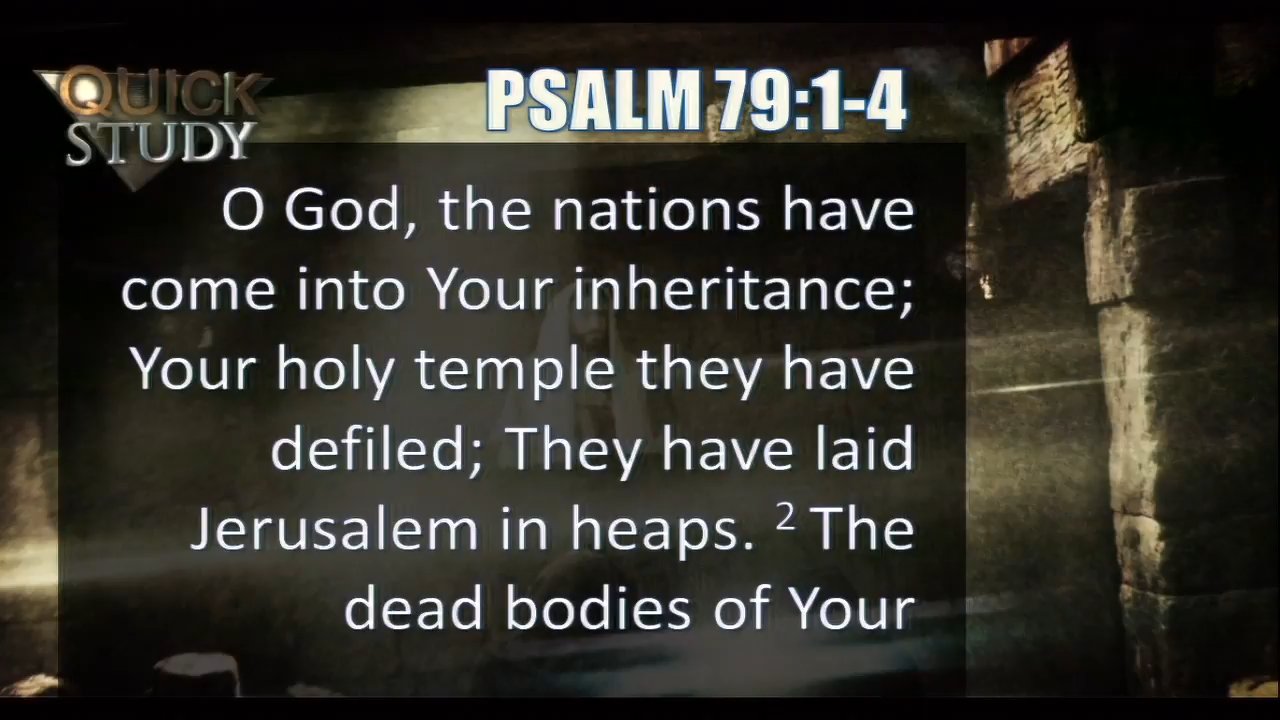 QUICK
STUDY
PSALM 79:1-4
O God, the nations have
come into Your inheritance;
Your holy temple they have
defiled; They have laid
Jerusalem in heaps. ² The
dead bodies of Your